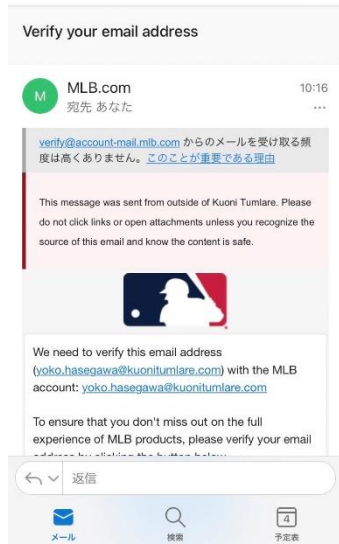 Verify your email address
M
MLB.com
10:16
宛先 あなた
...
verify@account-mail.mlb.com からのメールを受け取る頻
度は高くありません。このことが重要である理由
This message was sent from outside of Kuoni Tumlare. Please
do not click links or open attachments unless you recognize the
source of this email and know the content is safe.
We need to verify this email address
(yoko.hasegawa@kuonitumlare.com) with the MLB
account: yoko.hasegawa@kuonitumlare.com
To ensure that you don't miss out on the full
experience of MLB products, please verify your email
address by clicking the button below
返信
4
メール
検索
予定表